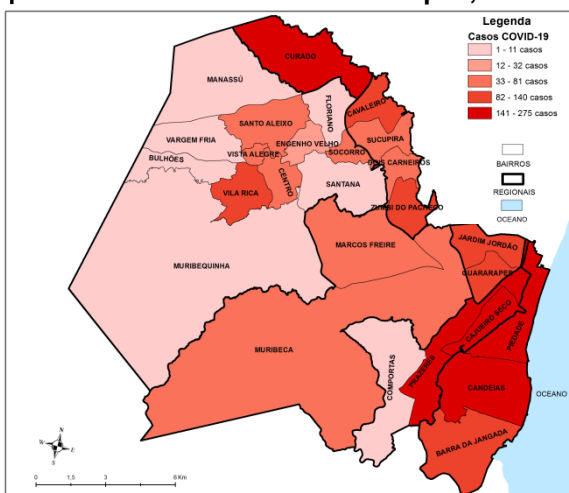 Legenda
Casos COVID-19
1 - 11 casos
12 - 32 casos
33 - 81 casos
82 - 140 casos
141 - 275 casos
BAIRROS
REGIONAIS
OCEANO
CURADO
MANASSÚ
FLORIANO
CAVALEIRO
SANTO ALEIXO
VARGEM FRIA
ENGENHO VELHO
SUCUPIRA
SOCORRO
BULHÕES
VISTA ALEGRE
DOIS CARNEIROS
CENTRO
SANTANA
VILA RICA
ZUMBI DO PACHECO
MURIBEQUINHA
MARCOS FREIRE
JARDIM JORDÃO
GUARARAPES
CAJUEIRO SECO
PIEDADE
MURIBECA
COMPORTAS
PRAZERES
CANDEIAS
OCEANO
BARRA DA JANGADA
N
W
E
S
0
1,5
3
6 Km